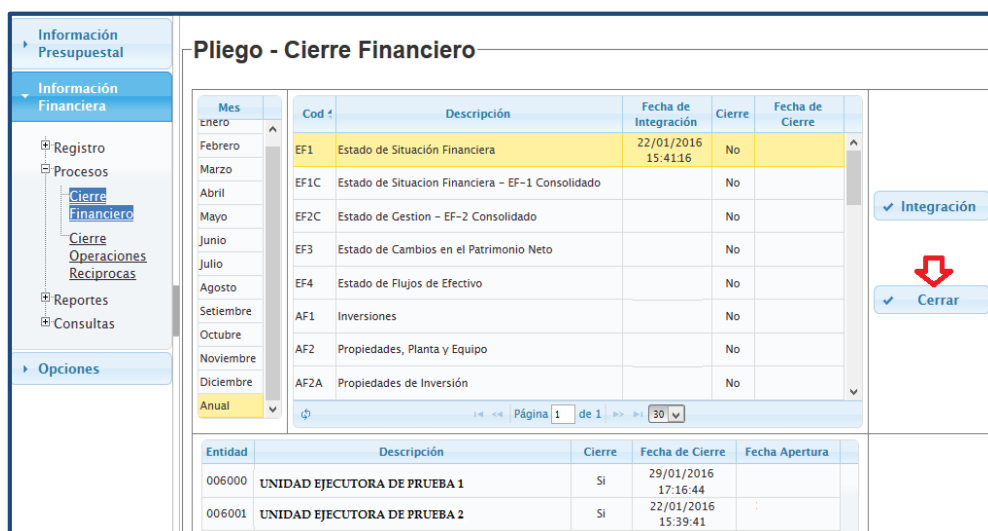 Información
Presupuestal
Información
Financiera
Registro
Procesos
Cierre
Financiero
Cierre
Operaciones
Reciprocas
Reportes
Consultas
Opciones
Pliego - Cierre Financiero
Mes
Enero
Febrero
Marzo
Abril
Mayo
Junio
Julio
Agosto
Setiembre
Octubre
Noviembre
Diciembre
Anual
Cod Descripción Fecha de Integración Cierre Fecha de Cierre
EF1 Estado de Situación Financiera 22/01/2016 15:41:16 No
EF1C Estado de Situacion Financiera - EF-1 Consolidado No
EF2C Estado de Gestion - EF-2 Consolidado No
EF3 Estado de Cambios en el Patrimonio Neto No
EF4 Estado de Flujos de Efectivo No
AF1 Inversiones No
AF2 Propiedades, Planta y Equipo No
AF2A Propiedades de Inversión No
Página 1 de 1 30
Integración
Cerrar
Entidad Descripción Cierre Fecha de Cierre Fecha Apertura
006000 UNIDAD EJECUTORA DE PRUEBA 1 Si 29/01/2016 17:16:44
006001 UNIDAD EJECUTORA DE PRUEBA 2 Si 22/01/2016 15:39:41